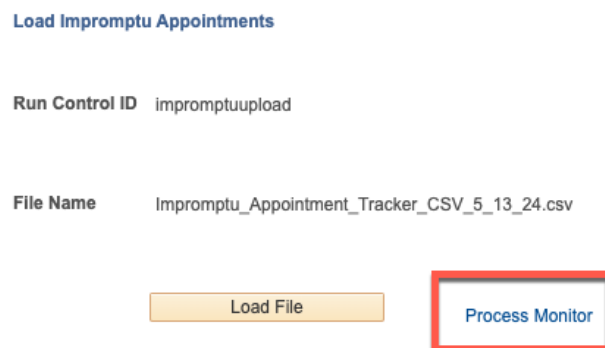 Load Impromptu Appointments
Run Control ID impromptuupload
File Name Impromptu_Appointment_Tracker_CSV_5_13_24.csv
Load File Process Monitor